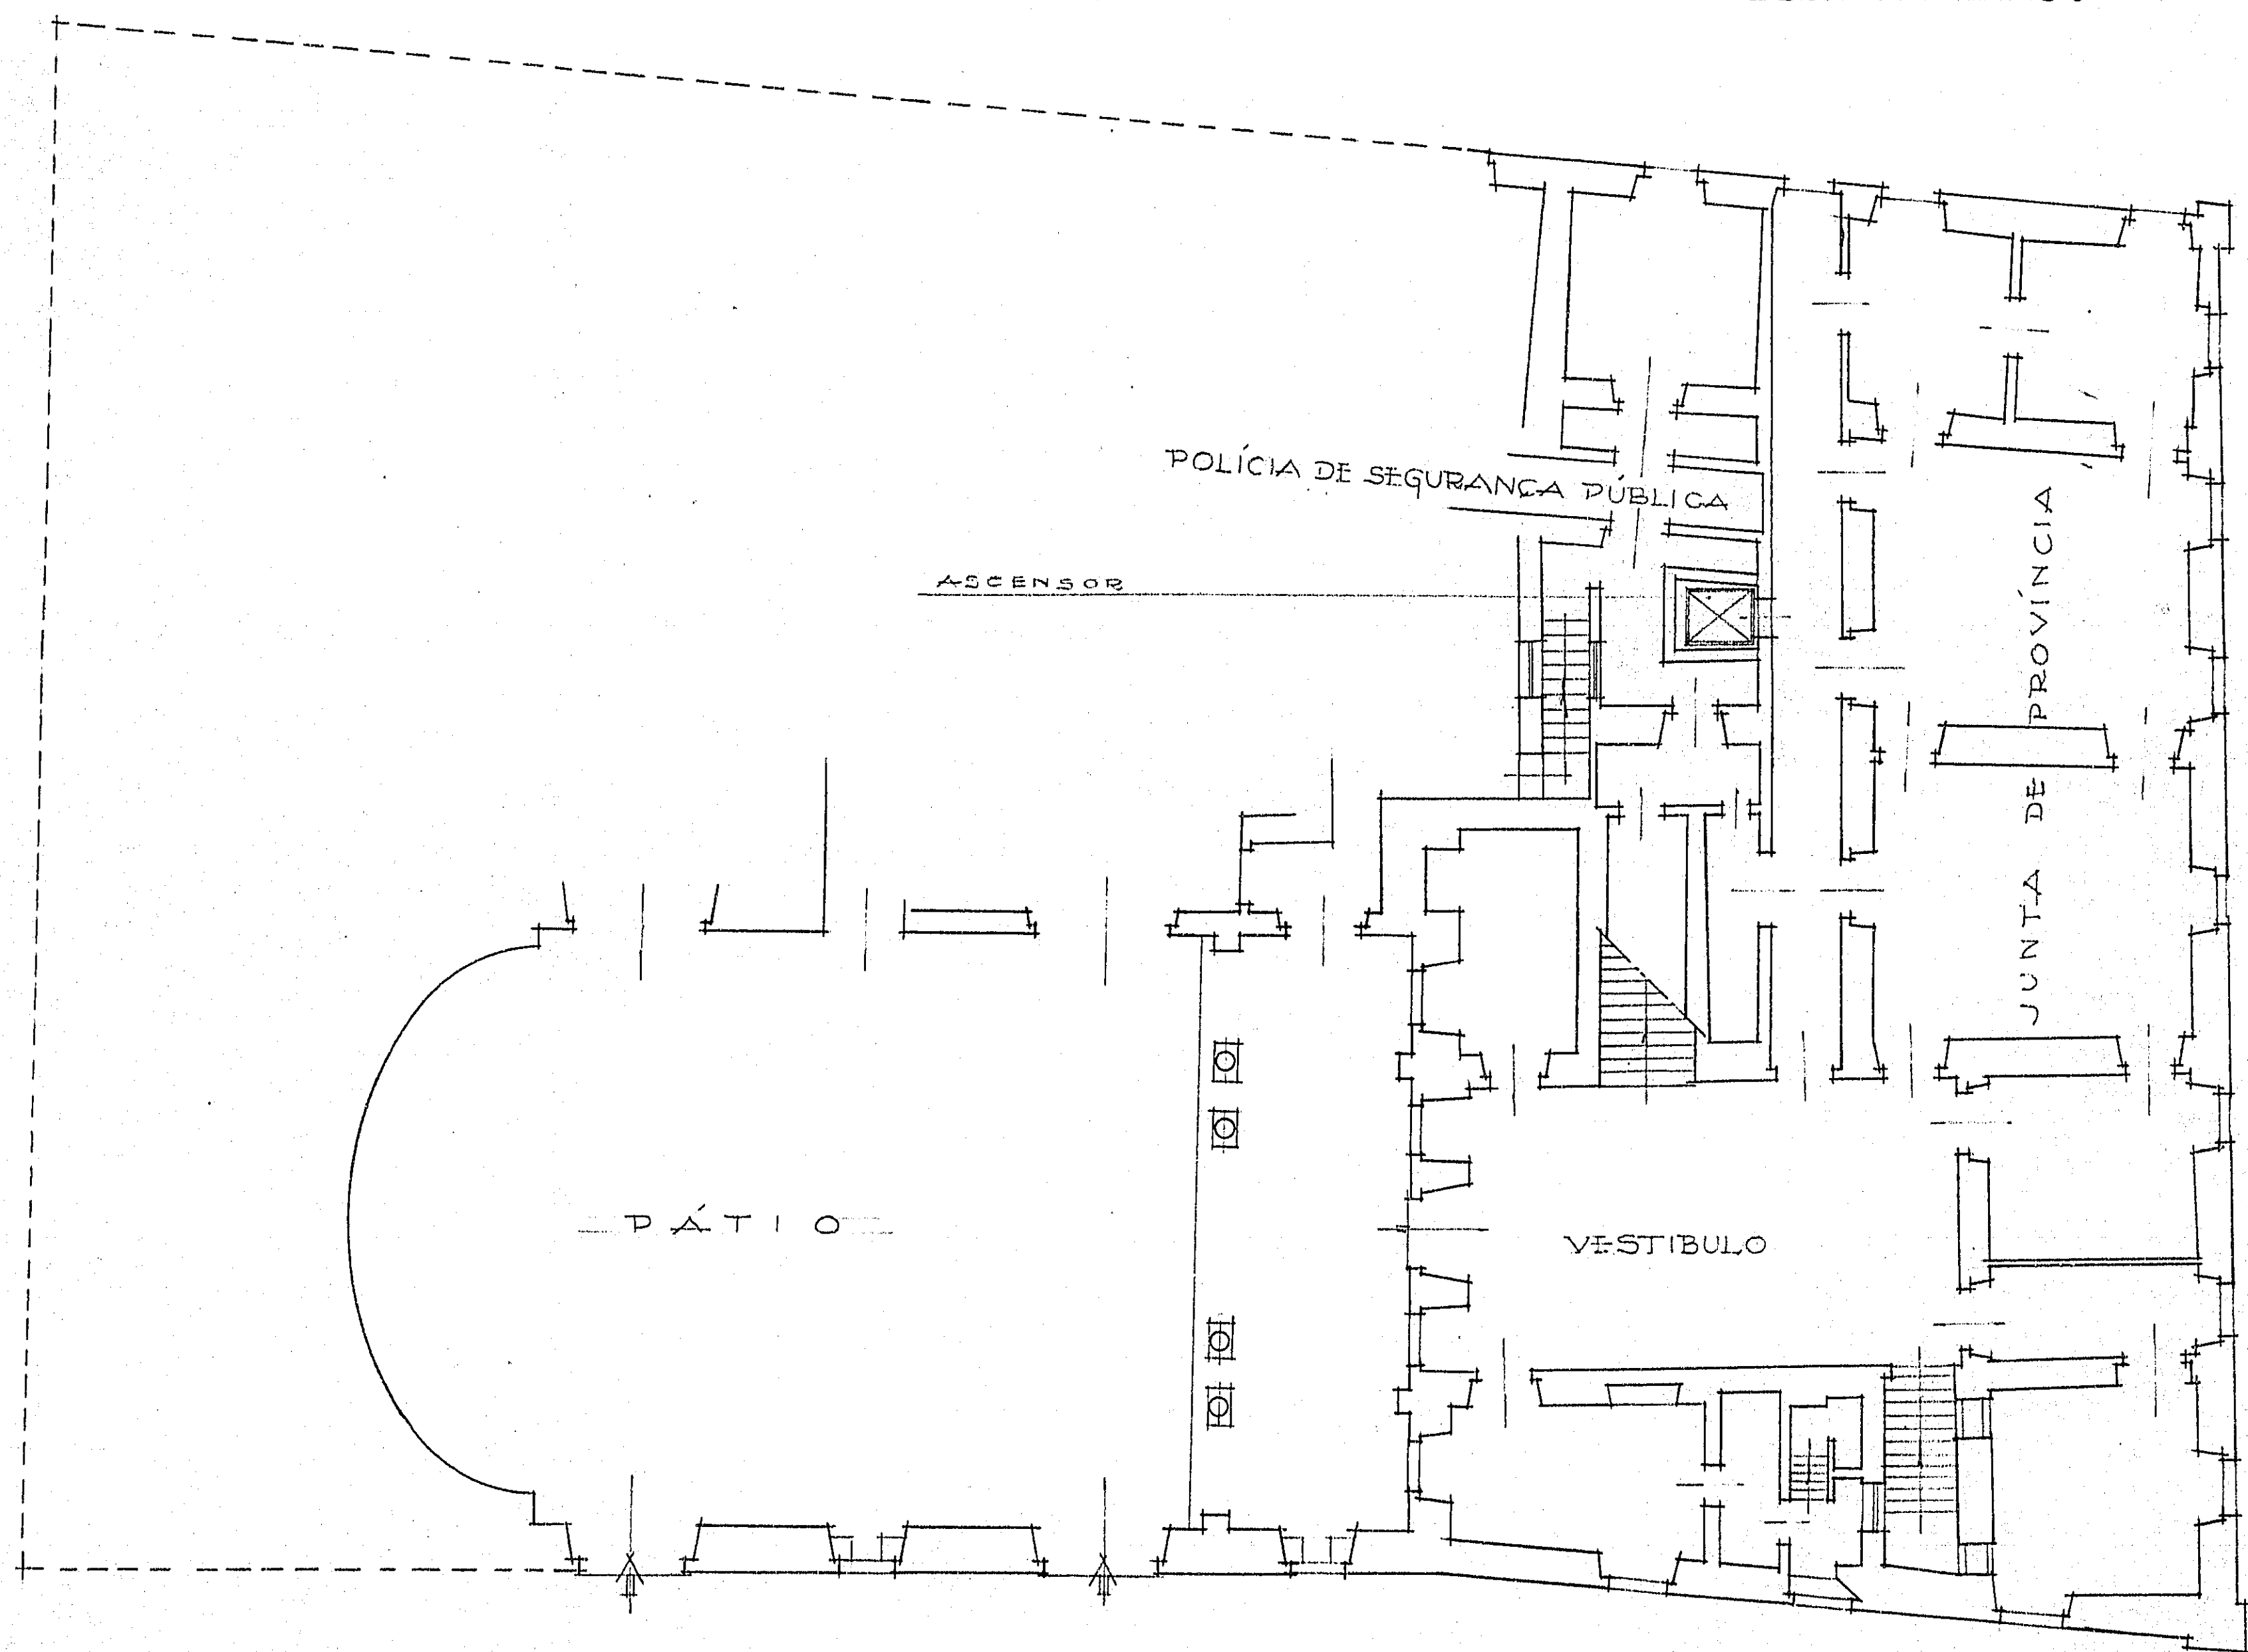 POLÍCIA DE SEGURANÇA PÚBLICA
ASCENSOR
JUNTA DE PROVÍNCIA
PÁTIO
VESTIBULO